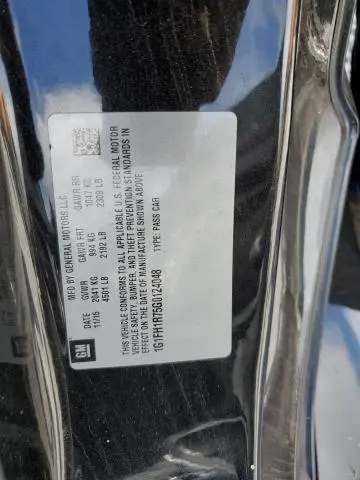 GM
MFD BY GENERAL MOTORS LLC
DATE GVWR GAWR FRT GAWR RR
11/15 2041 KG 994 KG 1047 KG
4501 LB 2192 LB 2309 LB
THIS VEHICLE CONFORMS TO ALL APPLICABLE U.S. FEDERAL MOTOR
VEHICLE SAFETY, BUMPER, AND THEFT PREVENTION STANDARDS IN
EFFECT ON THE DATE OF MANUFACTURE SHOWN ABOVE.
1G1FH1R75G0124048 TYPE: PASS CAR